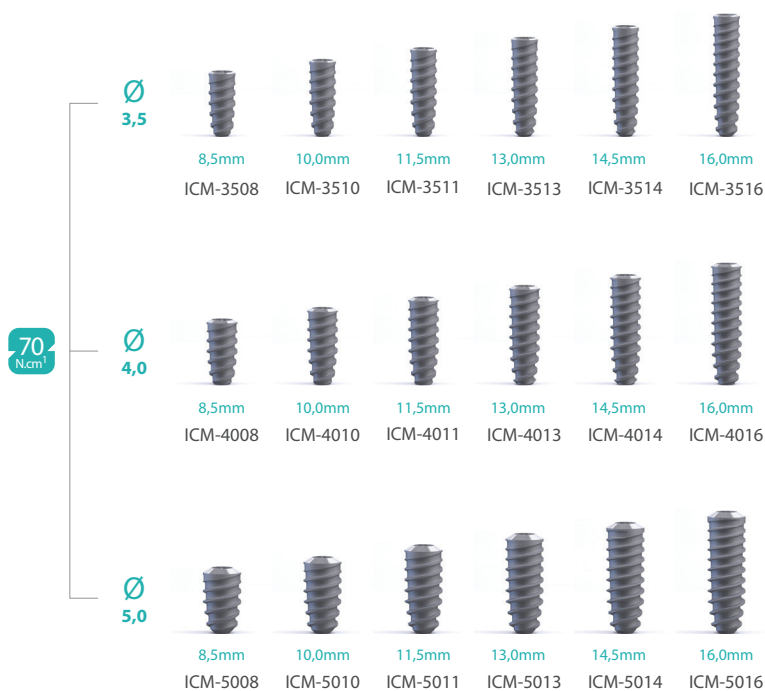 Ø
3,5
8,5mm 10,0mm 11,5mm 13,0mm 14,5mm 16,0mm
ICM-3508 ICM-3510 ICM-3511 ICM-3513 ICM-3514 ICM-3516
70
N.cm¹
Ø
4,0
8,5mm 10,0mm 11,5mm 13,0mm 14,5mm 16,0mm
ICM-4008 ICM-4010 ICM-4011 ICM-4013 ICM-4014 ICM-4016
Ø
5,0
8,5mm 10,0mm 11,5mm 13,0mm 14,5mm 16,0mm
ICM-5008 ICM-5010 ICM-5011 ICM-5013 ICM-5014 ICM-5016